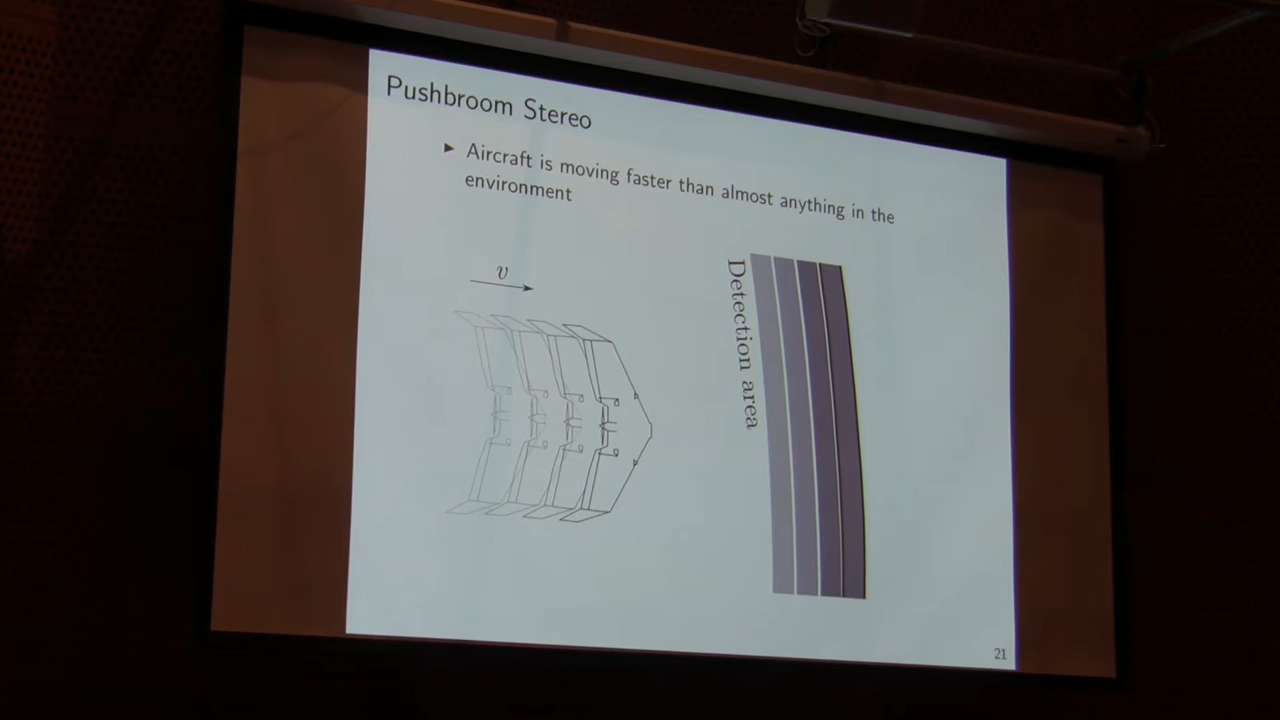 Pushbroom Stereo
► Aircraft is moving faster than almost anything in the
environment
v
Detection area
21